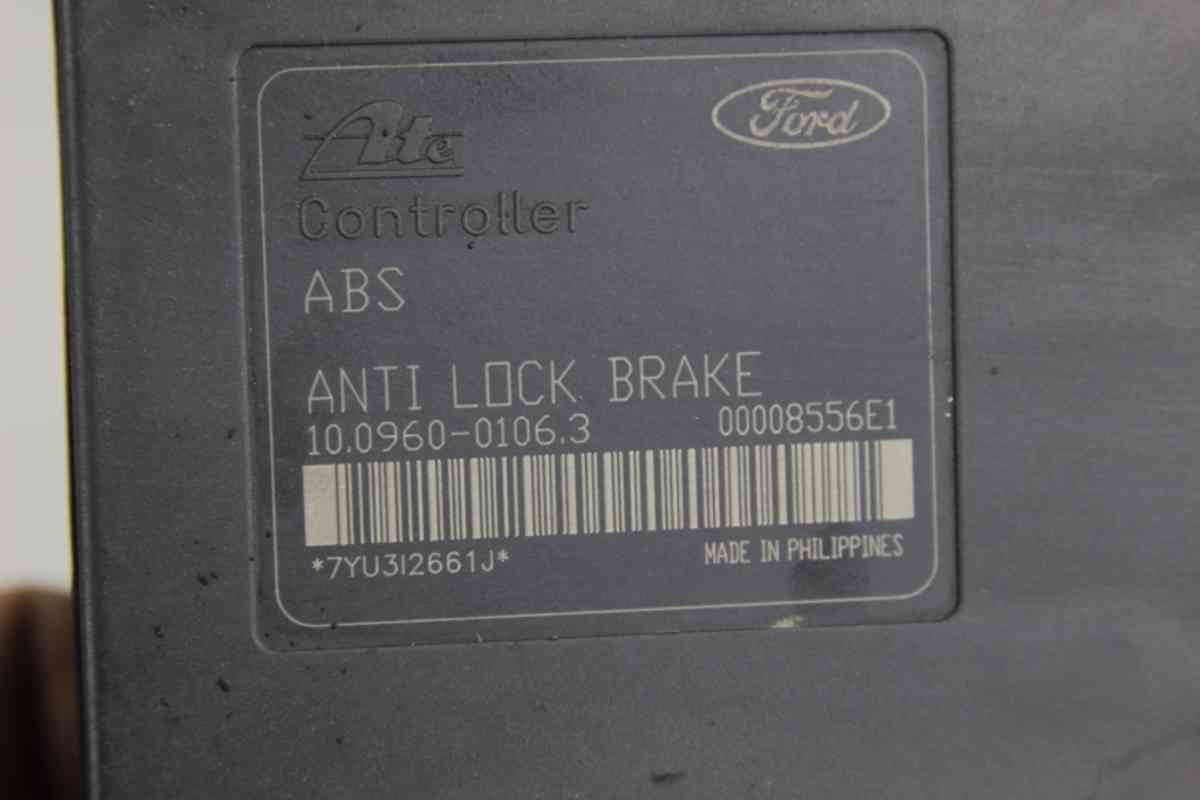 Ate
Ford
Controller
ABS
ANTI LOCK BRAKE
10.0960-0106.3 00008556E1
*7YU3I2661J* MADE IN PHILIPPINES